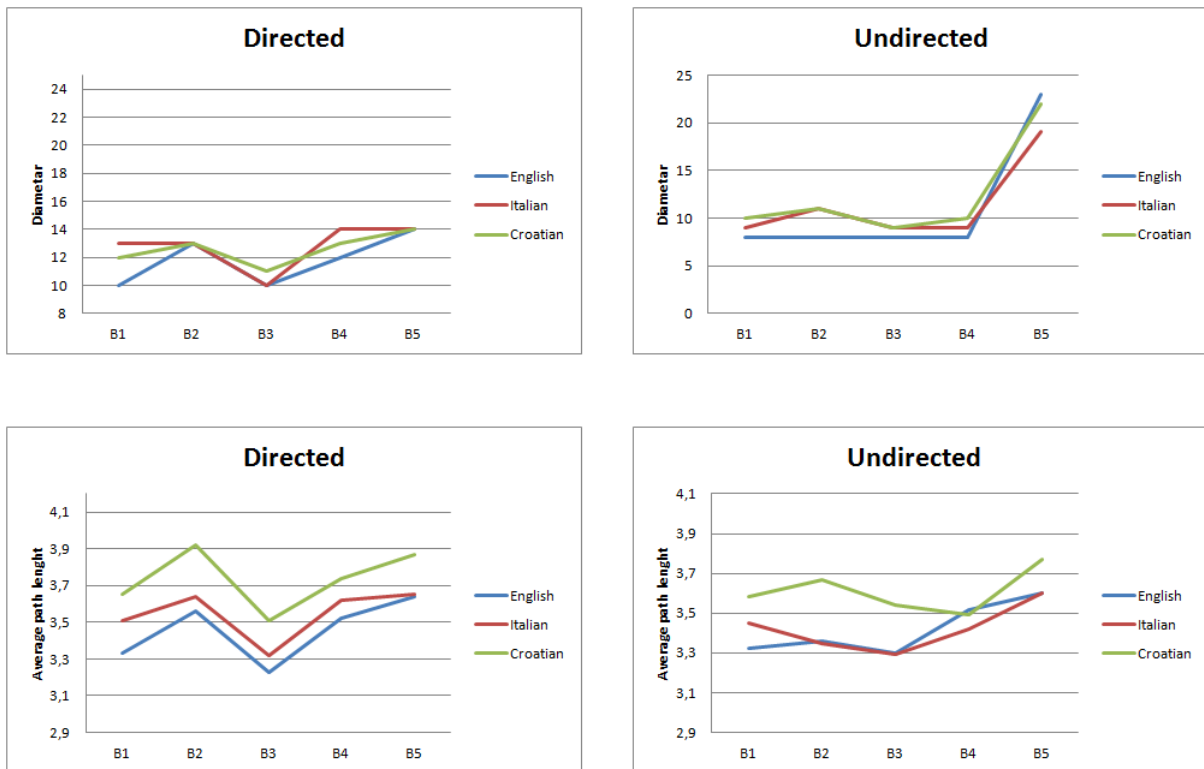 Directed
Diametar
24
22
20
18
16
14
12
10
8
B1 B2 B3 B4 B5
English
Italian
Croatian
Undirected
Diametar
25
20
15
10
5
0
B1 B2 B3 B4 B5
English
Italian
Croatian
Directed
Average path lenght
4,1
3,9
3,7
3,5
3,3
3,1
2,9
B1 B2 B3 B4 B5
English
Italian
Croatian
Undirected
Average path lenght
4,1
3,9
3,7
3,5
3,3
3,1
2,9
B1 B2 B3 B4 B5
English
Italian
Croatian